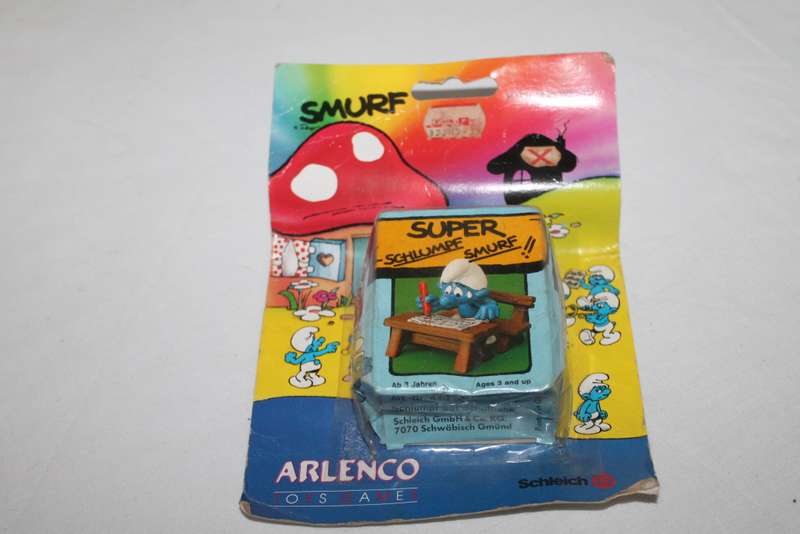 SMURF
SUPER
SCHLUMPF SMURF!!
Ab 3 Jahren
Ages 3 and up
Schleich GmbH & Co. KG.
7070 Schwäbisch Gmünd
ARLENCO
TOYS GAMES
Schleich